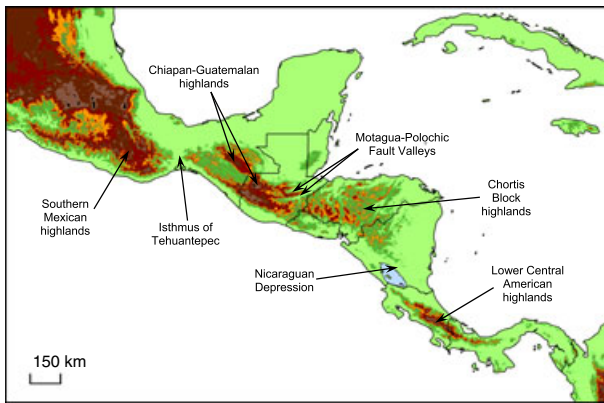 Chiapan-Guatemalan
highlands
Motagua-Polochic
Fault Valleys
Chortis
Block
highlands
Southern
Mexican
highlands
Isthmus of
Tehuantepec
Nicaraguan
Depression
Lower Central
American
highlands
150 km